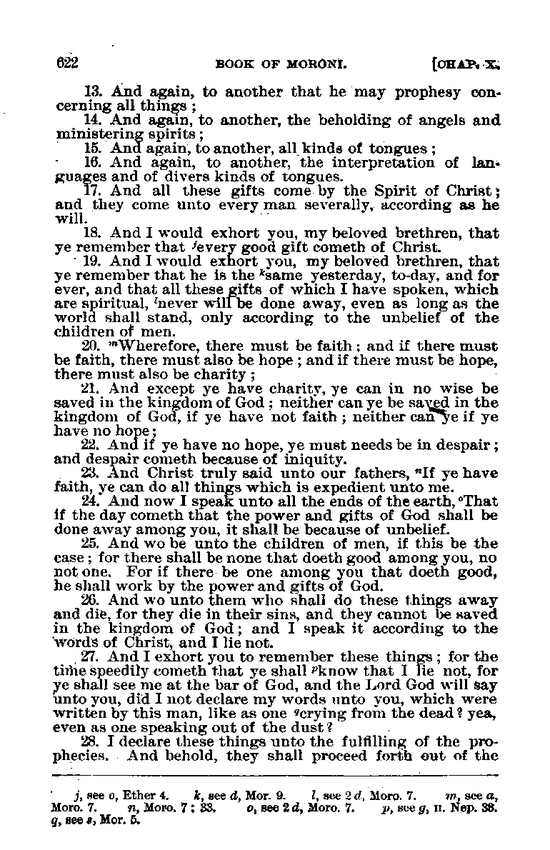 622 BOOK OF MORONI. [CHAP. X.
13. And again, to another that he may prophesy con-
cerning all things ;
14. And again, to another, the beholding of angels and
ministering spirits ;
15. And again, to another, all kinds of tongues ;
16. And again, to another, the interpretation of lan-
guages and of divers kinds of tongues.
17. And all these gifts come by the Spirit of Christ ;
and they come unto every man severally, according as he
will.
18. And I would exhort you, my beloved brethren, that
ye remember that jevery good gift cometh of Christ.
19. And I would exhort you, my beloved brethren, that
ye remember that he is the ksame yesterday, to-day, and for
ever, and that all these gifts of which I have spoken, which
are spiritual, lnever will be done away, even as long as the
world shall stand, only according to the unbelief of the
children of men.
20. mWherefore, there must be faith ; and if there must
be faith, there must also be hope ; and if there must be hope,
there must also be charity ;
21. And except ye have charity, ye can in no wise be
saved in the kingdom of God ; neither can ye be saved in the
kingdom of God, if ye have not faith ; neither can ye if ye
have no hope ;
22. And if ye have no hope, ye must needs be in despair ;
and despair cometh because of iniquity.
23. And Christ truly said unto our fathers, nIf ye have
faith, ye can do all things which is expedient unto me.
24. And now I speak unto all the ends of the earth, oThat
if the day cometh that the power and gifts of God shall be
done away among you, it shall be because of unbelief.
25. And wo be unto the children of men, if this be the
case ; for there shall be none that doeth good among you, no
not one. For if there be one among you that doeth good,
he shall work by the power and gifts of God.
26. And wo unto them who shall do these things away
and die, for they die in their sins, and they cannot be saved
in the kingdom of God ; and I speak it according to the
words of Christ, and I lie not.
27. And I exhort you to remember these things ; for the
time speedily cometh that ye shall pknow that I lie not, for
ye shall see me at the bar of God, and the Lord God will say
unto you, did I not declare my words unto you, which were
written by this man, like as one qcrying from the dead ? yea,
even as one speaking out of the dust ?
28. I declare these things unto the fulfilling of the pro-
phecies. And behold, they shall proceed forth out of the
j, see o, Ether 4. k, see d, Mor. 9. l, see 2 d, Moro. 7. m, see a,
Moro. 7. n, Moro. 7 : 33. o, see 2 d, Moro. 7. p, see g, II. Nep. 33.
q, see s, Mor. 5.